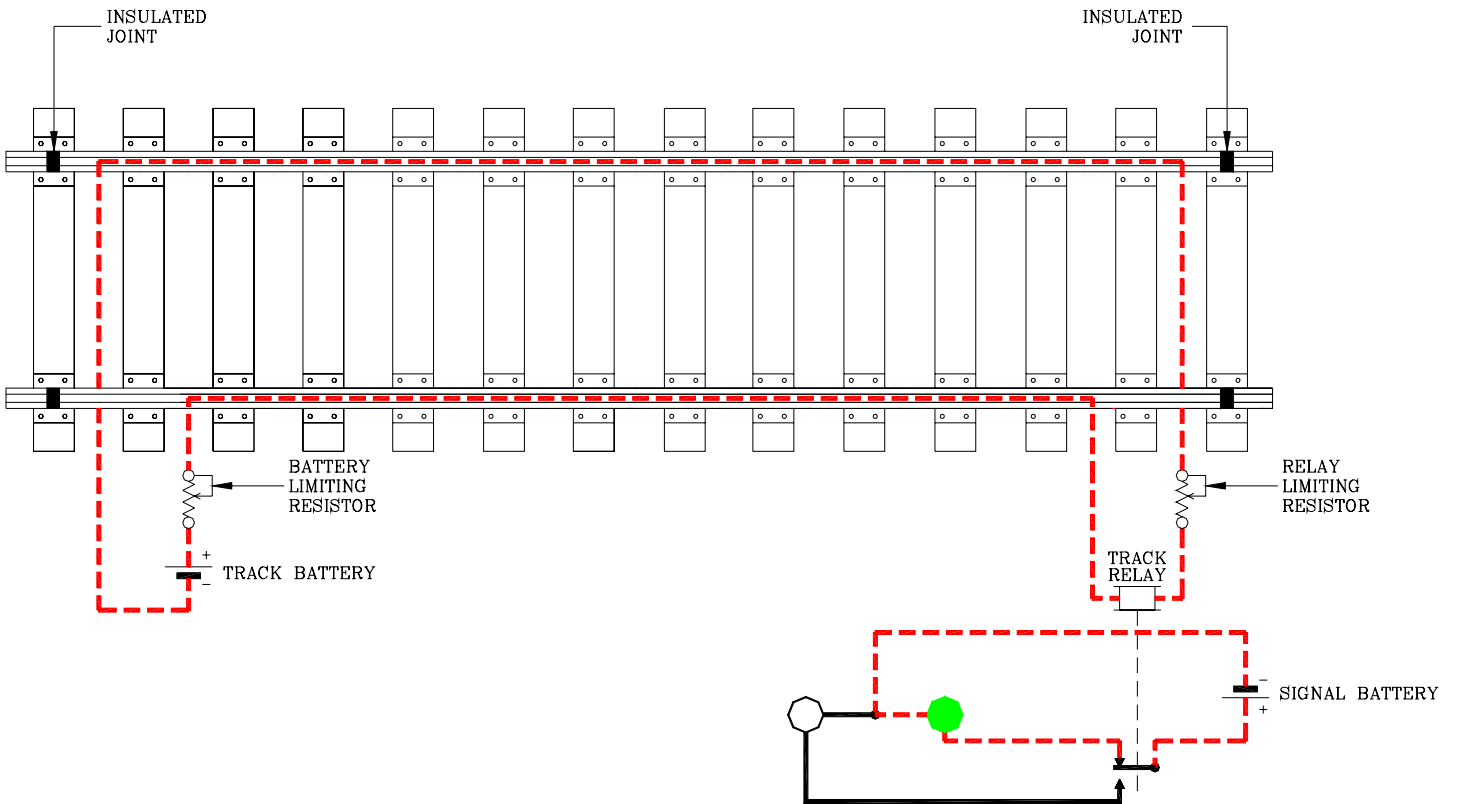 INSULATED
JOINT
INSULATED
JOINT
BATTERY
LIMITING
RESISTOR
RELAY
LIMITING
RESISTOR
+
TRACK BATTERY
−
TRACK
RELAY
−
SIGNAL BATTERY
+